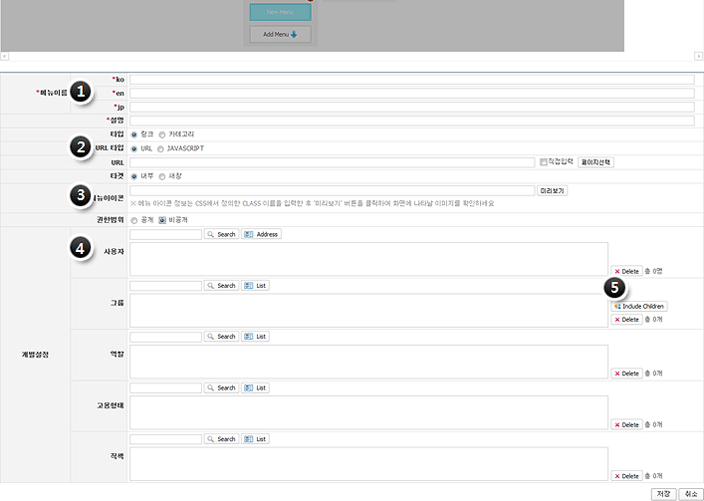 New Menu
Add Menu
*메뉴이름
1
*ko
*en
*jp
*설명
타입 링크 카테고리
2
URL 타입 URL JAVASCRIPT
URL 직접입력 페이지선택
타겟 내부 새창
3
메뉴아이콘 미리보기
※ 메뉴 아이콘 정보는 CSS에서 정의한 CLASS 이름을 입력한 후 '미리보기' 버튼을 클릭하여 화면에 나타날 이미지를 확인하세요
권한범위 공개 비공개
개별설정
4
사용자 Search Address
Delete 총 0명
5
그룹 Search List
Include Children
Delete 총 0개
역할 Search List
Delete 총 0개
고용형태 Search List
Delete 총 0개
직책 Search List
Delete 총 0개
저장 취소